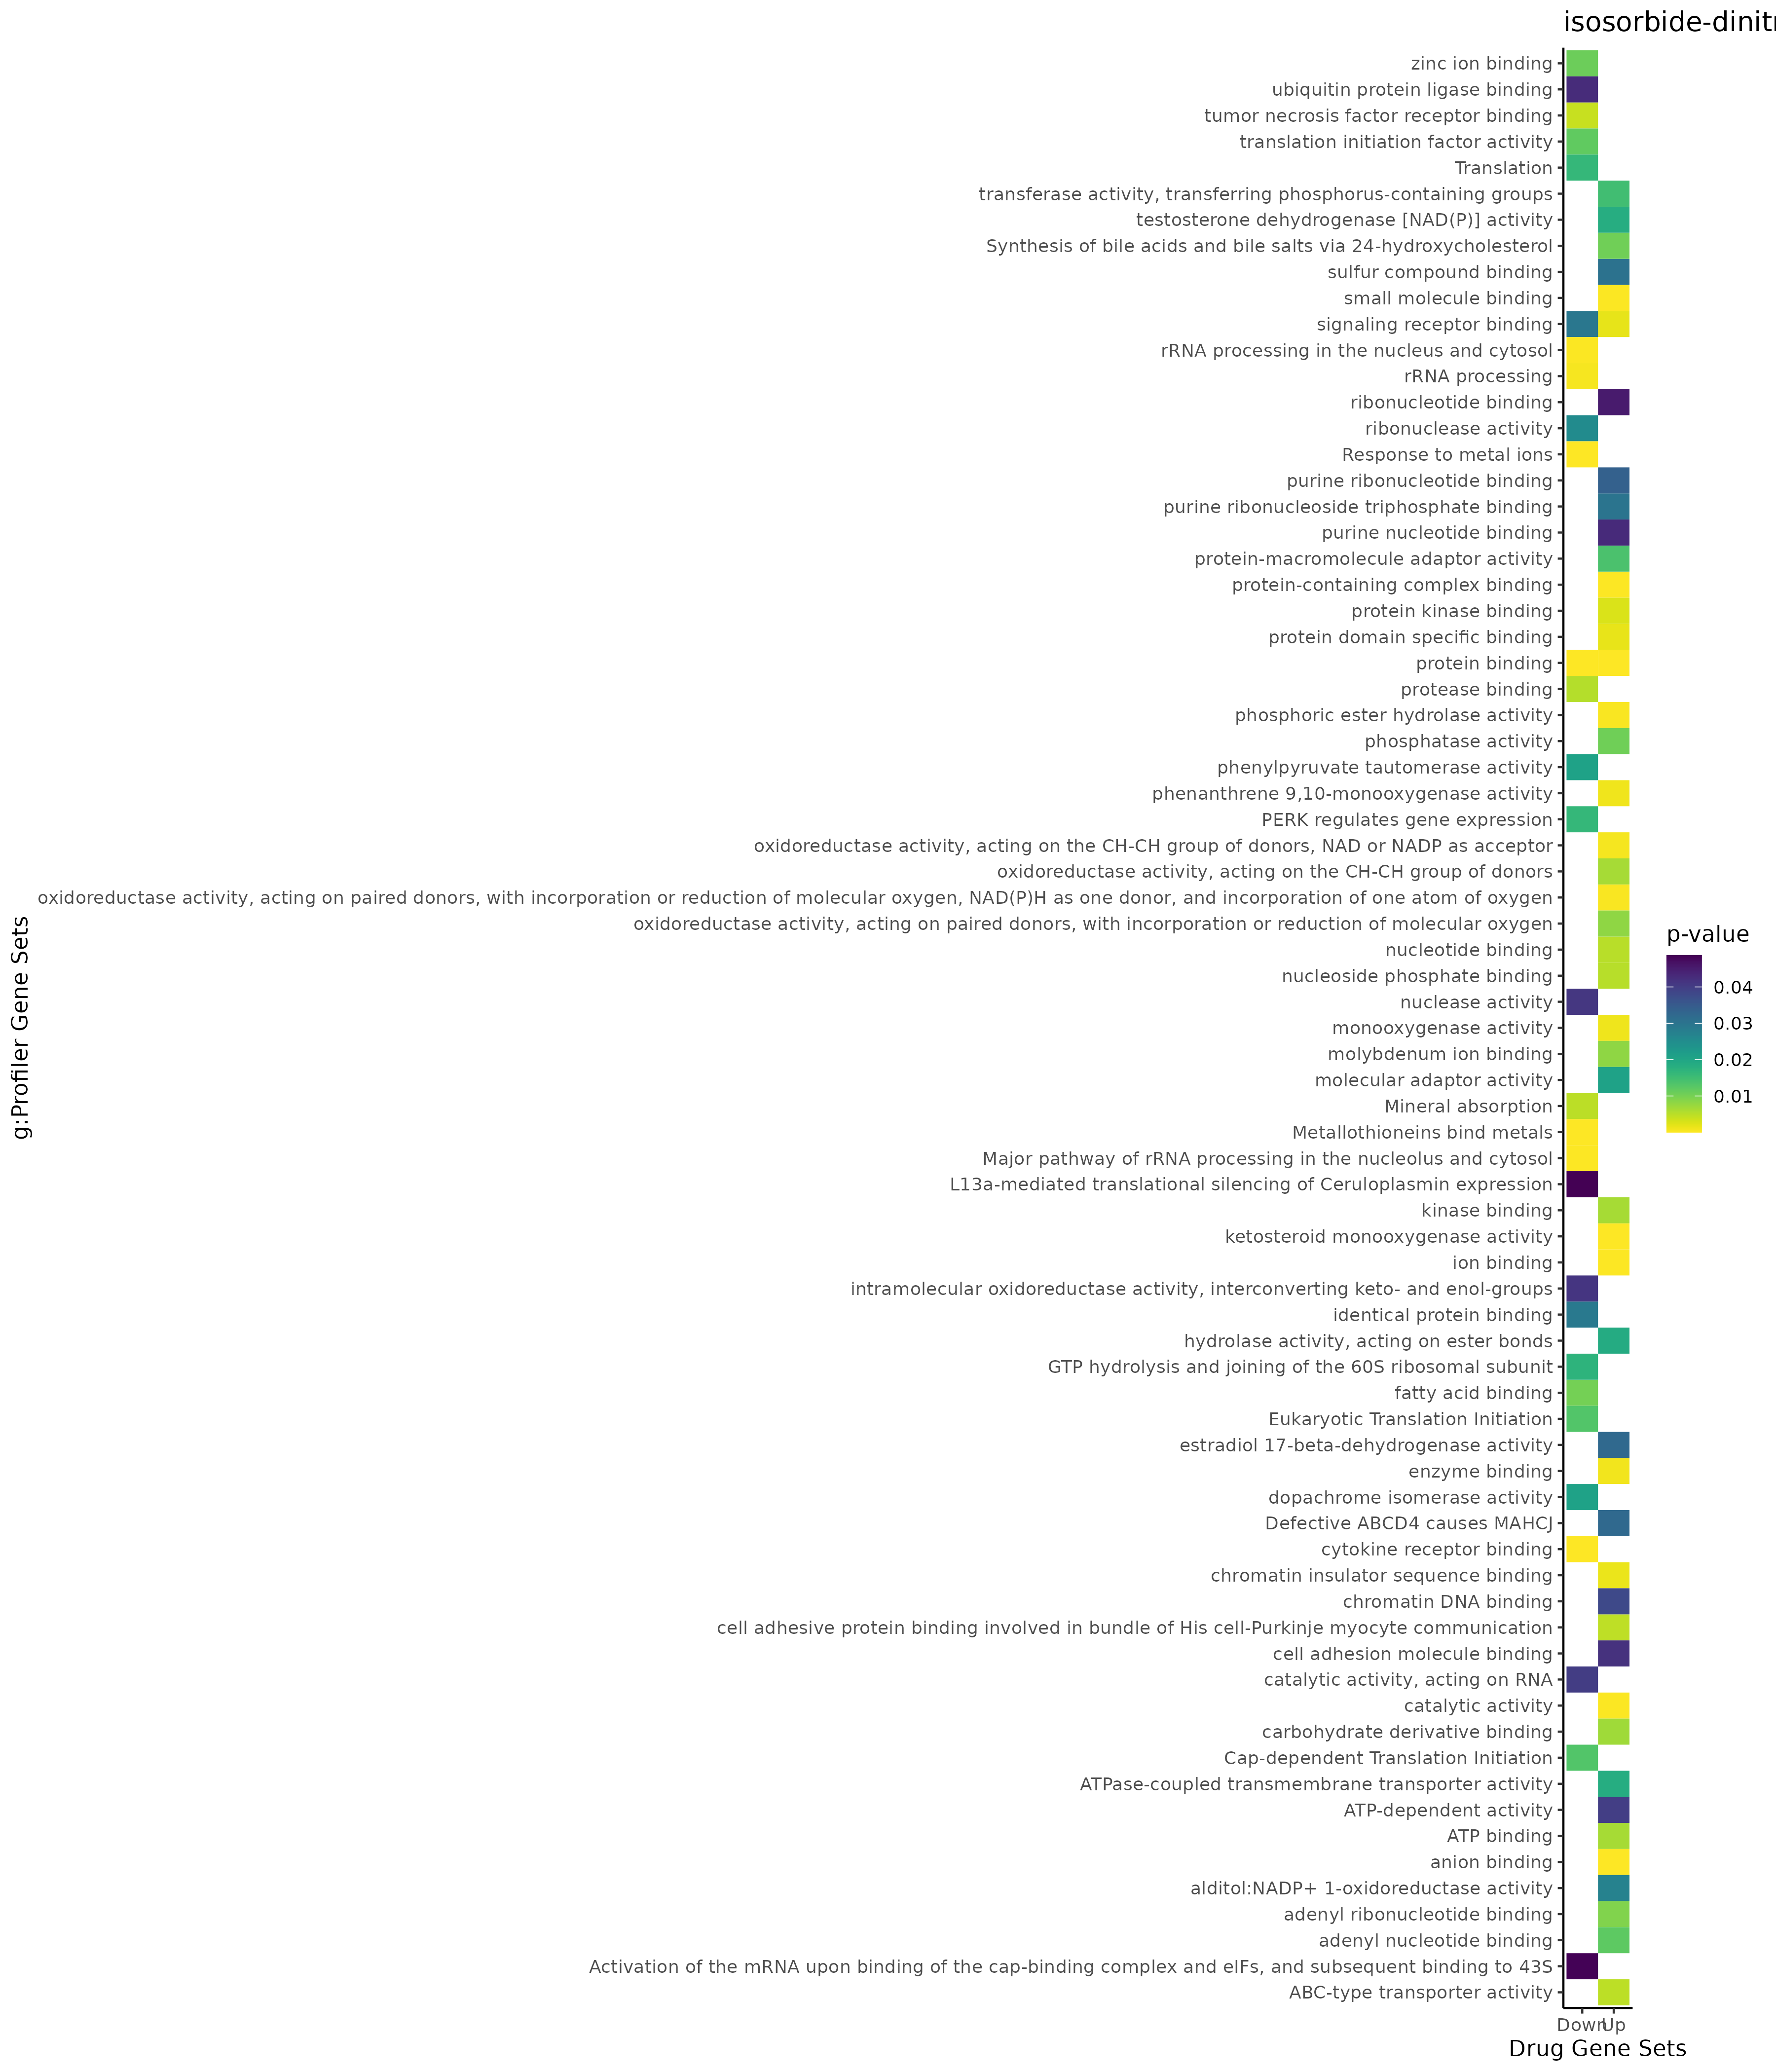 isosorbide-dinit
zinc ion binding
ubiquitin protein ligase binding
tumor necrosis factor receptor binding
translation initiation factor activity
Translation
transferase activity, transferring phosphorus-containing groups
testosterone dehydrogenase [NAD(P)] activity
Synthesis of bile acids and bile salts via 24-hydroxycholesterol
sulfur compound binding
small molecule binding
signaling receptor binding
rRNA processing in the nucleus and cytosol
rRNA processing
ribonucleotide binding
ribonuclease activity
Response to metal ions
purine ribonucleotide binding
purine ribonucleoside triphosphate binding
purine nucleotide binding
protein-macromolecule adaptor activity
protein-containing complex binding
protein kinase binding
protein domain specific binding
protein binding
protease binding
phosphoric ester hydrolase activity
phosphatase activity
phenylpyruvate tautomerase activity
phenanthrene 9,10-monooxygenase activity
PERK regulates gene expression
oxidoreductase activity, acting on the CH-CH group of donors, NAD or NADP as acceptor
oxidoreductase activity, acting on the CH-CH group of donors
oxidoreductase activity, acting on paired donors, with incorporation or reduction of molecular oxygen, NAD(P)H as one donor, and incorporation of one atom of oxygen
oxidoreductase activity, acting on paired donors, with incorporation or reduction of molecular oxygen
nucleotide binding
nucleoside phosphate binding
nuclease activity
monooxygenase activity
molybdenum ion binding
molecular adaptor activity
Mineral absorption
Metallothioneins bind metals
Major pathway of rRNA processing in the nucleolus and cytosol
L13a-mediated translational silencing of Ceruloplasmin expression
kinase binding
ketosteroid monooxygenase activity
ion binding
intramolecular oxidoreductase activity, interconverting keto- and enol-groups
identical protein binding
hydrolase activity, acting on ester bonds
GTP hydrolysis and joining of the 60S ribosomal subunit
fatty acid binding
Eukaryotic Translation Initiation
estradiol 17-beta-dehydrogenase activity
enzyme binding
dopachrome isomerase activity
Defective ABCD4 causes MAHCJ
cytokine receptor binding
chromatin insulator sequence binding
chromatin DNA binding
cell adhesive protein binding involved in bundle of His cell-Purkinje myocyte communication
cell adhesion molecule binding
catalytic activity, acting on RNA
catalytic activity
carbohydrate derivative binding
Cap-dependent Translation Initiation
ATPase-coupled transmembrane transporter activity
ATP-dependent activity
ATP binding
anion binding
alditol:NADP+ 1-oxidoreductase activity
adenyl ribonucleotide binding
adenyl nucleotide binding
Activation of the mRNA upon binding of the cap-binding complex and eIFs, and subsequent binding to 43S
ABC-type transporter activity
Down Up
Drug Gene Sets
g:Profiler Gene Sets
p-value
0.04
0.03
0.02
0.01